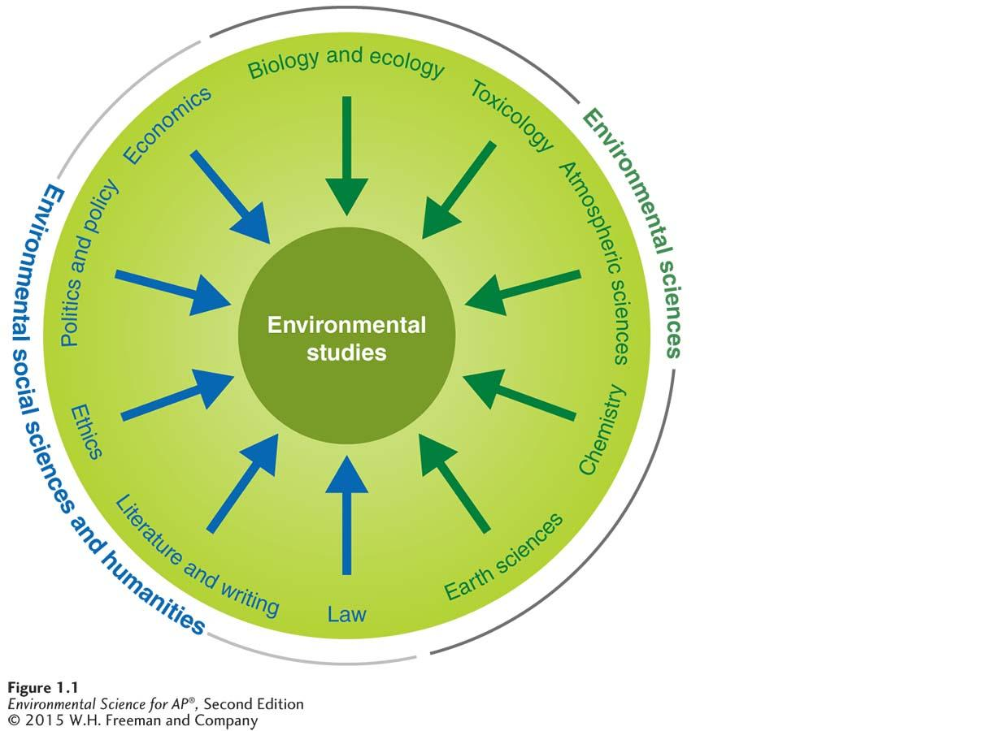 Biology and ecology
Toxicology
Atmospheric sciences
Chemistry
Earth sciences
Law
Literature and writing
Ethics
Politics and policy
Economics
Environmental sciences
Environmental social sciences and humanities
Environmental
studies
Figure 1.1
Environmental Science for AP®, Second Edition
© 2015 W.H. Freeman and Company